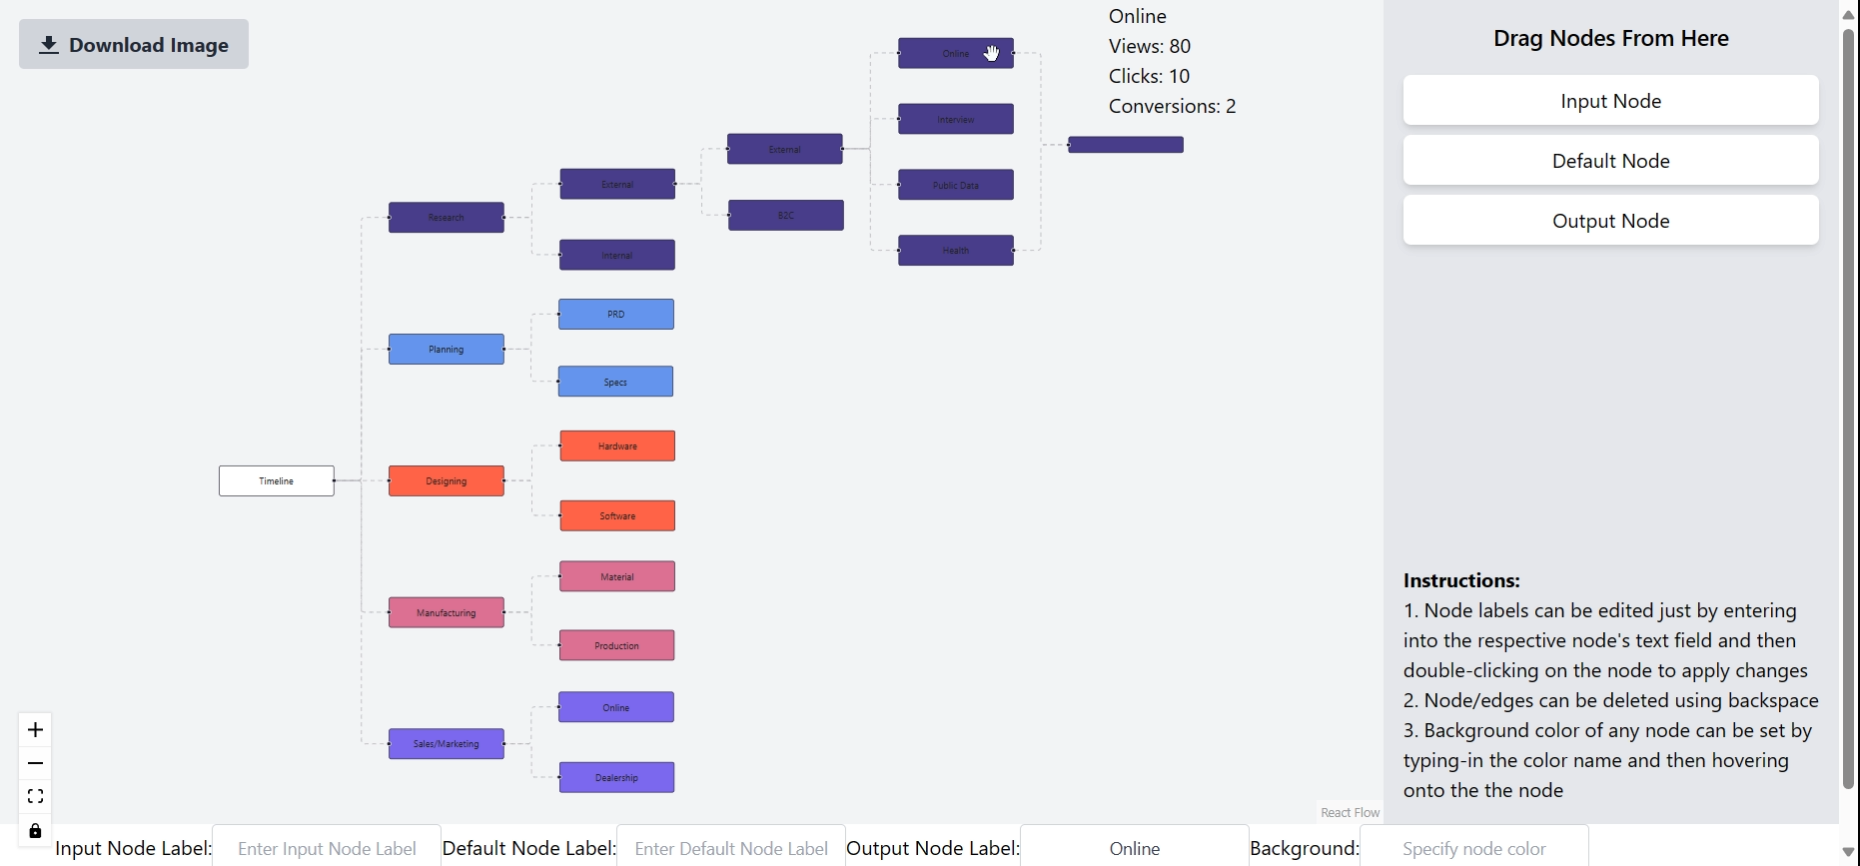 Download Image
Online
Views: 80
Clicks: 10
Conversions: 2
Online
Interview
Public Data
Health
External
B2C
External
Internal
Research
PRD
Specs
Planning
Hardware
Software
Designing
Timeline
Material
Production
Manufacturing
Online
Dealership
Sales/Marketing
Drag Nodes From Here
Input Node
Default Node
Output Node
Instructions:
1. Node labels can be edited just by entering
into the respective node's text field and then
double-clicking on the node to apply changes
2. Node/edges can be deleted using backspace
3. Background color of any node can be set by
typing-in the color name and then hovering
onto the the node
React Flow
Input Node Label: Enter Input Node Label Default Node Label: Enter Default Node Label Output Node Label: Online Background: Specify node color